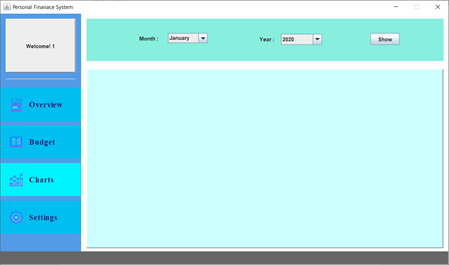 Personal Finanace System
Welcome! 1
Month : January Year : 2020 Show
Overview
Budget
Charts
Settings